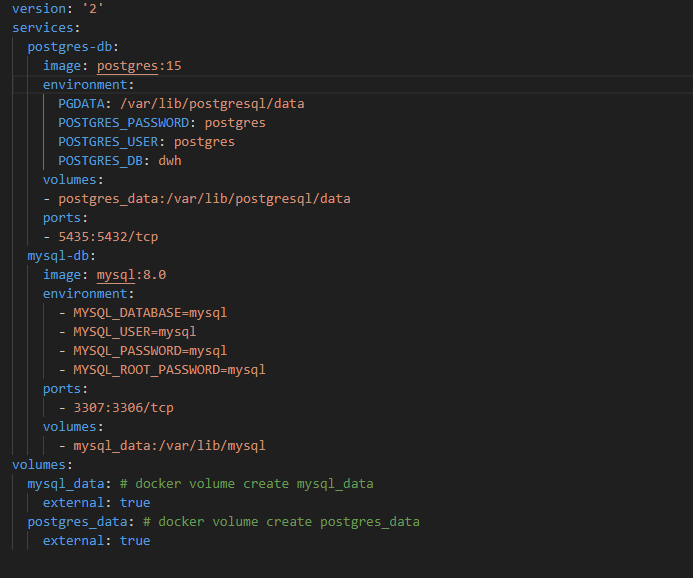 version: '2'
services:
  postgres-db:
    image: postgres:15
    environment:
      PGDATA: /var/lib/postgresql/data
      POSTGRES_PASSWORD: postgres
      POSTGRES_USER: postgres
      POSTGRES_DB: dwh
    volumes:
    - postgres_data:/var/lib/postgresql/data
    ports:
    - 5435:5432/tcp
  mysql-db:
    image: mysql:8.0
    environment:
      - MYSQL_DATABASE=mysql
      - MYSQL_USER=mysql
      - MYSQL_PASSWORD=mysql
      - MYSQL_ROOT_PASSWORD=mysql
    ports:
      - 3307:3306/tcp
    volumes:
      - mysql_data:/var/lib/mysql
volumes:
  mysql_data: # docker volume create mysql_data
    external: true
  postgres_data: # docker volume create postgres_data
    external: true